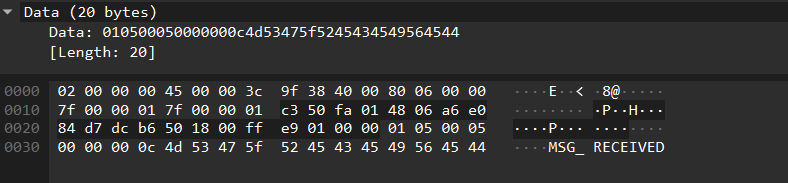 Data (20 bytes)
Data: 010500050000000c4d53475f5245434549564544
[Length: 20]
0000 02 00 00 00 45 00 00 3c 9f 38 40 00 80 06 00 00 ····E··< ·8@·····
0010 7f 00 00 01 7f 00 00 01 c3 50 fa 01 48 06 a6 e0 ········ ·P··H···
0020 84 d7 dc b6 50 18 00 ff e9 01 00 00 01 05 00 05 ····P··· ········
0030 00 00 00 0c 4d 53 47 5f 52 45 43 45 49 56 45 44 ····MSG_ RECEIVED